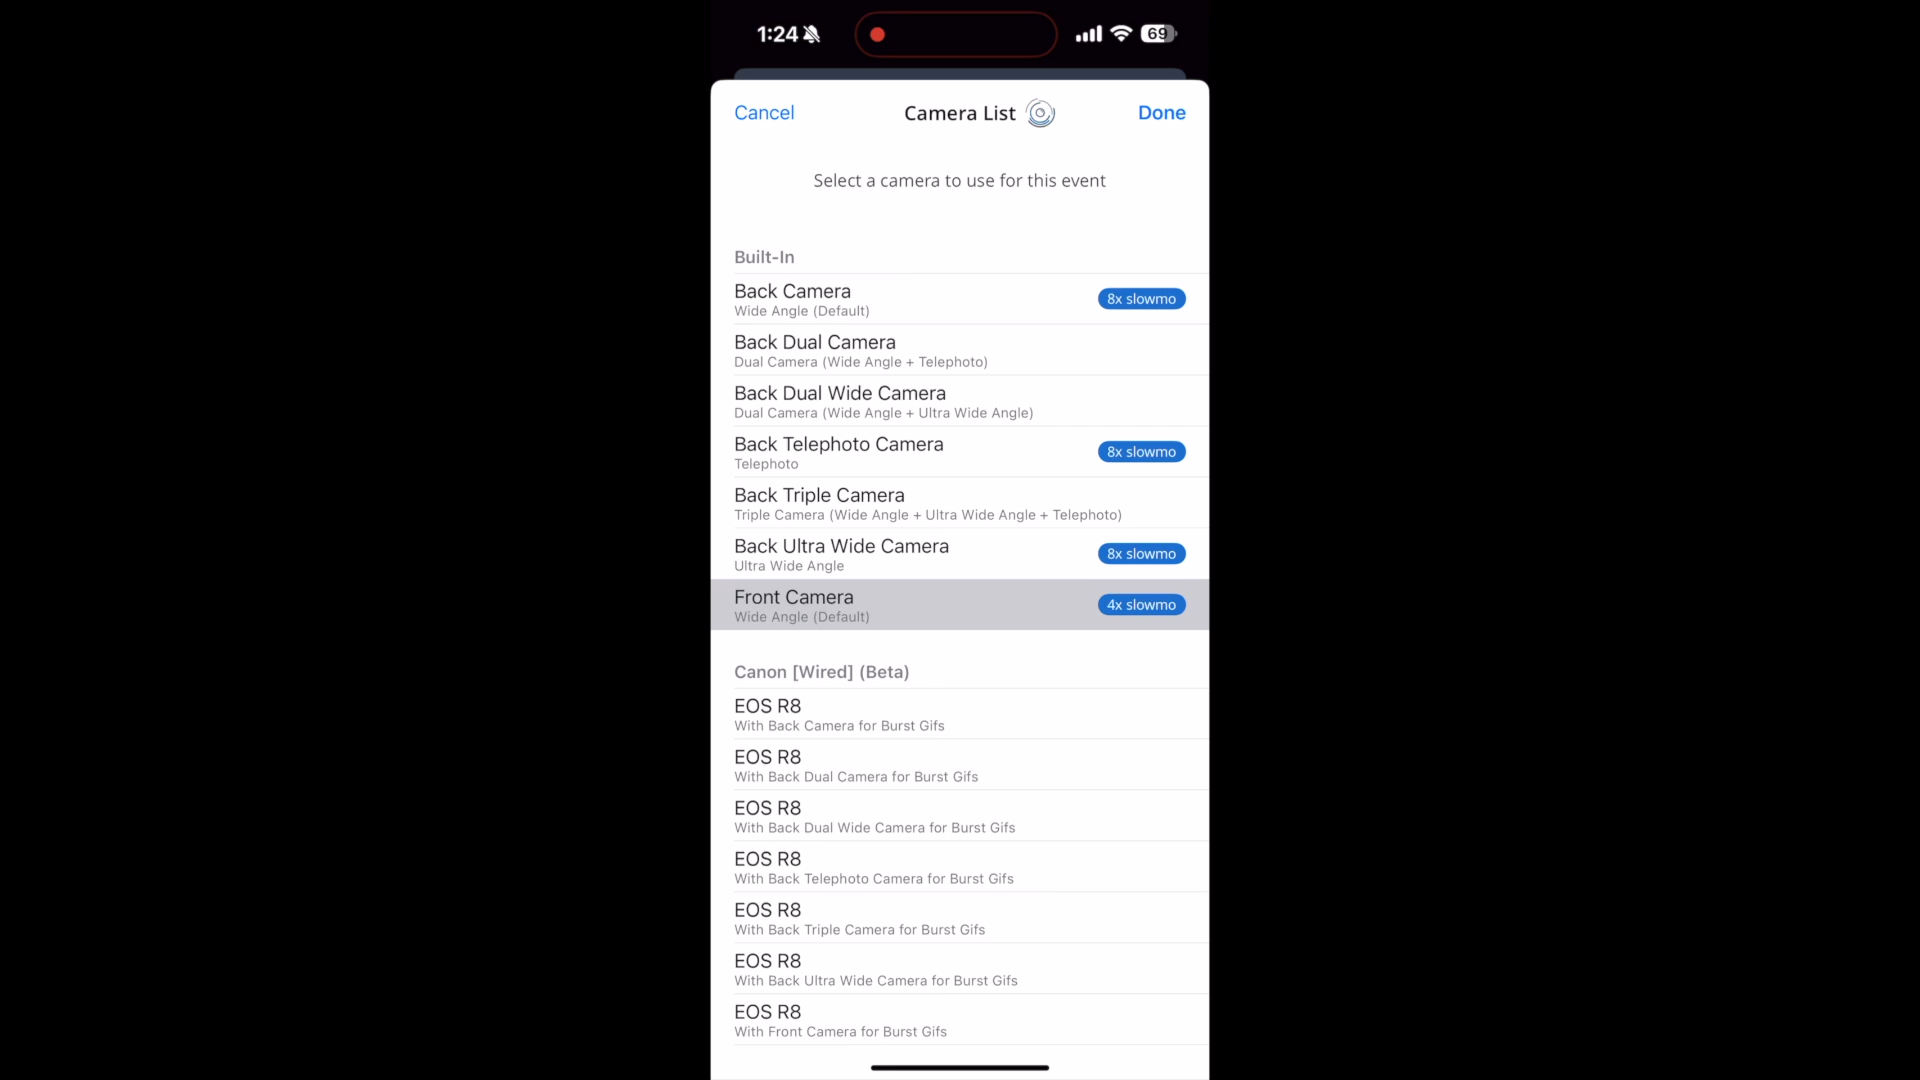 1:24
69
Cancel
Camera List
Done
Select a camera to use for this event
Built-In
Back Camera
Wide Angle (Default)
8x slowmo
Back Dual Camera
Dual Camera (Wide Angle + Telephoto)
Back Dual Wide Camera
Dual Camera (Wide Angle + Ultra Wide Angle)
Back Telephoto Camera
Telephoto
8x slowmo
Back Triple Camera
Triple Camera (Wide Angle + Ultra Wide Angle + Telephoto)
Back Ultra Wide Camera
Ultra Wide Angle
8x slowmo
Front Camera
Wide Angle (Default)
4x slowmo
Canon [Wired] (Beta)
EOS R8
With Back Camera for Burst Gifs
EOS R8
With Back Dual Camera for Burst Gifs
EOS R8
With Back Dual Wide Camera for Burst Gifs
EOS R8
With Back Telephoto Camera for Burst Gifs
EOS R8
With Back Triple Camera for Burst Gifs
EOS R8
With Back Ultra Wide Camera for Burst Gifs
EOS R8
With Front Camera for Burst Gifs